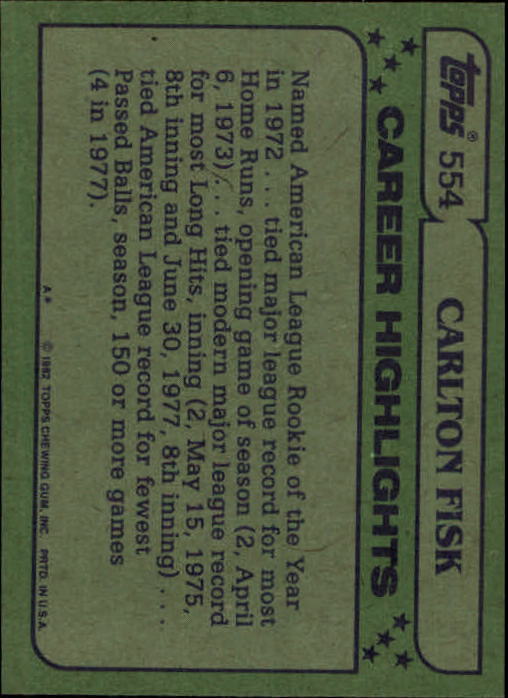 topps® 554 CARLTON FISK
CAREER HIGHLIGHTS
Named American League Rookie of the Year
in 1972 . . . tied major league record for most
Home Runs, opening game of season (2, April
6, 1973) . . . tied modern major league record
for most Long Hits, inning (2, May 15, 1975,
8th inning and June 30, 1977, 8th inning) . . . .
tied American League record for fewest
Passed Balls, season, 150 or more games
(4 in 1977).
A* © 1982 TOPPS CHEWING GUM, INC. PRTD. IN U.S.A.